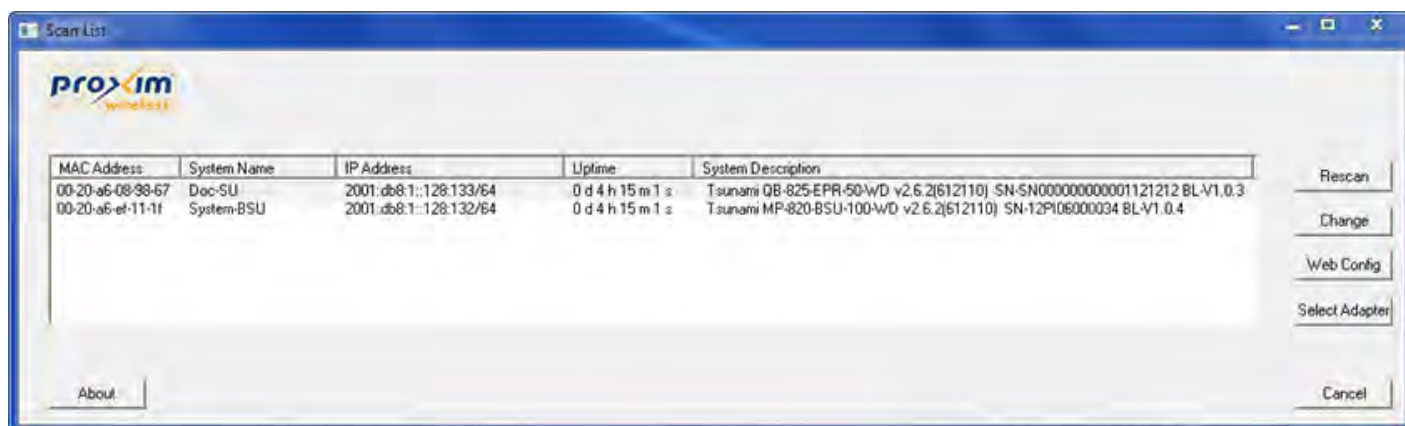 Scan List
proxim
wireless
MAC Address System Name IP Address Uptime System Description
00-20-a6-08-98-67 Doc-SU 2001:db8:1::128:133/64 0 d 4 h 15 m 1 s Tsunami QB-825-EPR-50-WD v2.6.2(612110) SN-SN000000000001121212 BL-V1.0.3
00-20-a6-ef-11-1f System-BSU 2001:db8:1::128:132/64 0 d 4 h 15 m 1 s Tsunami MP-820-BSU-100-WD v2.6.2(612110) SN-12PI06000034 BL-V1.0.4
Rescan
Change
Web Config
Select Adapter
About
Cancel